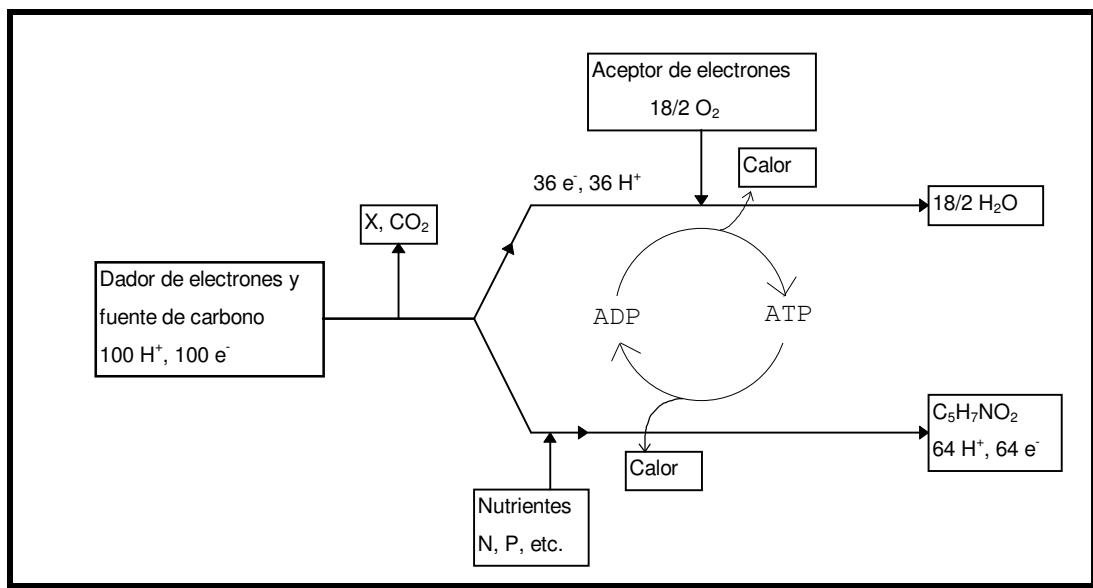 Aceptor de electrones
18/2 O₂
Calor
36 e⁻, 36 H⁺
18/2 H₂O
X, CO₂
Dador de electrones y
fuente de carbono
100 H⁺, 100 e⁻
ADP
ATP
C₅H₇NO₂
64 H⁺, 64 e⁻
Calor
Nutrientes
N, P, etc.